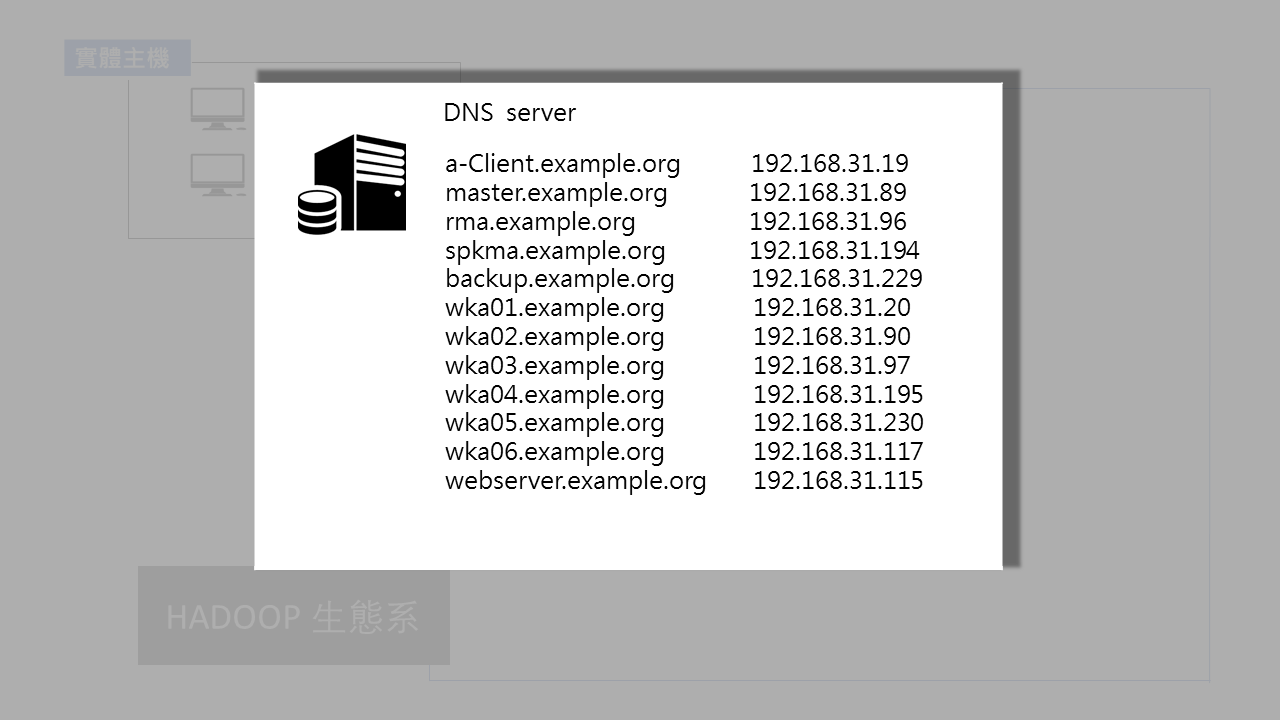 實體主機
DNS server
a-Client.example.org 192.168.31.19
master.example.org 192.168.31.89
rma.example.org 192.168.31.96
spkma.example.org 192.168.31.194
backup.example.org 192.168.31.229
wka01.example.org 192.168.31.20
wka02.example.org 192.168.31.90
wka03.example.org 192.168.31.97
wka04.example.org 192.168.31.195
wka05.example.org 192.168.31.230
wka06.example.org 192.168.31.117
webserver.example.org 192.168.31.115
HADOOP 生態系